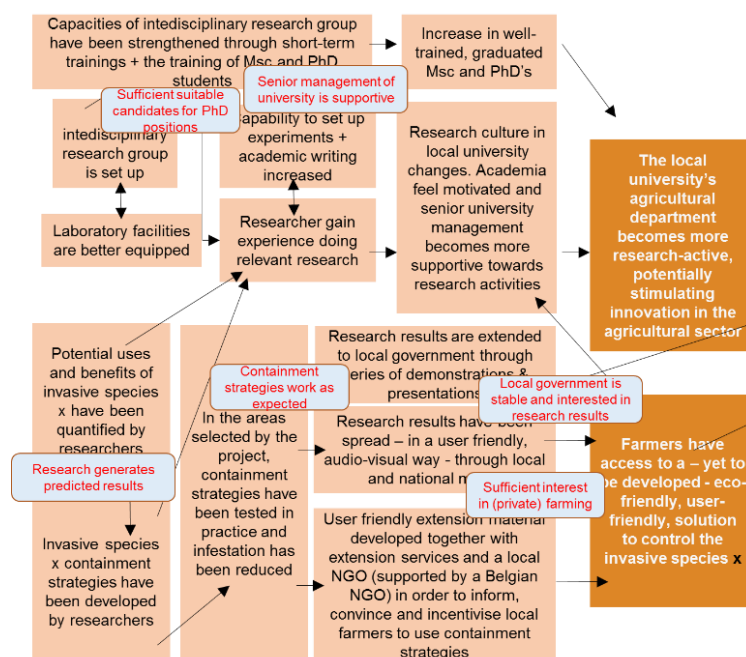 Capacities of intedisciplinary research group
have been strengthened through short-term
trainings + the training of Msc and PhD
students
Increase in well-
trained, graduated
Msc and PhD's
Sufficient suitable
candidates for PhD
positions
Senior management of
university is supportive
intedisciplinary
research group
is set up
Capability to set up
experiments +
academic writing
increased
Laboratory facilities
are better equipped
Researcher gain
experience doing
relevant research
Research culture in
local university
changes. Academia
feel motivated and
senior university
management
becomes more
supportive towards
research activities
The local
university's
agricultural
department
becomes more
research-active,
potentially
stimulating
innovation in the
agricultural sector
Potential uses
and benefits of
invasive species
x have been
quantified by
researchers
Research generates
predicted results
Invasive species
x containment
strategies have
been developed
by researchers
In the areas
selected by the
project,
containment
strategies have
been tested in
practice and
infestation has
been reduced
Containment
strategies work as
expected
Research results are extended
to local government through
series of demonstrations &
presentations
Local government is
stable and interested in
research results
Research results have been
spread – in a user friendly,
audio-visual way - through local
and national
Sufficient interest
in (private) farming
User friendly extension material
developed together with
extension services and a local
NGO (supported by a Belgian
NGO) in order to inform,
convince and incentivise local
farmers to use containment
strategies
Farmers have
access to a – yet to
be developed - eco-
friendly, user-
friendly, solution
to control the
invasive species x